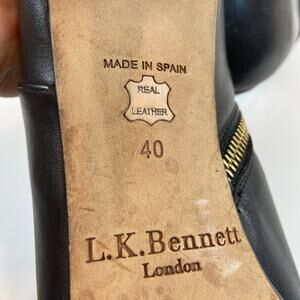 MADE IN SPAIN
REAL
LEATHER
40
L.K.Bennett
London